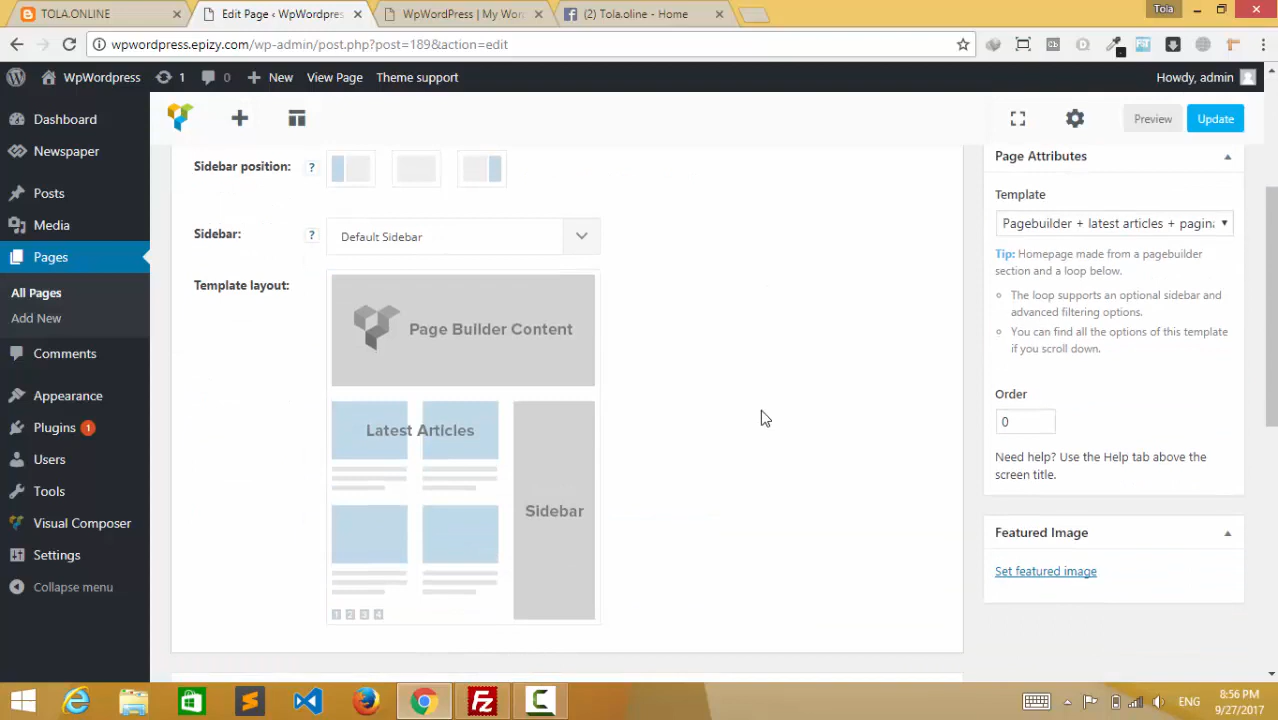 TOLA.ONLINE
Edit Page ‹ WpWordpres
WpWordPress | My Wor
(2) Tola.oline - Home
Tola
wpwordpress.epizy.com/wp-admin/post.php?post=189&action=edit
WpWordpress
1
0
New
View Page
Theme support
Howdy, admin
Dashboard
Newspaper
Posts
Media
Pages
All Pages
Add New
Comments
Appearance
Plugins 1
Users
Tools
Visual Composer
Settings
Collapse menu
Preview
Update
Sidebar position:
?
Sidebar:
?
Default Sidebar
Template layout:
Page Builder Content
Latest Articles
Sidebar
1 2 3 4
Page Attributes
Template
Pagebuilder + latest articles + pagin
Tip: Homepage made from a pagebuilder
section and a loop below.
The loop supports an optional sidebar and
advanced filtering options.
You can find all the options of this template
if you scroll down.
Order
0
Need help? Use the Help tab above the
screen title.
Featured Image
Set featured image
ENG
8:56 PM
9/27/2017